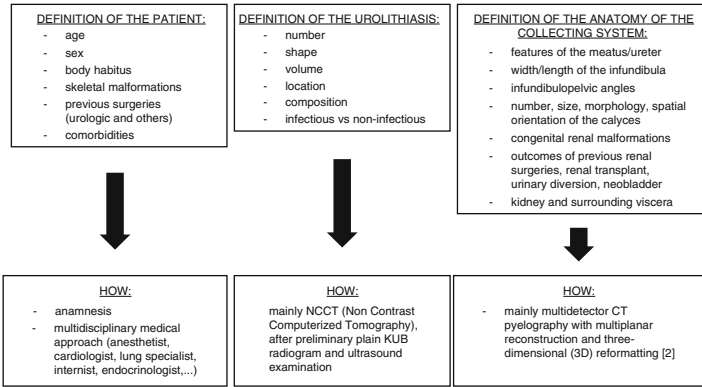 DEFINITION OF THE PATIENT:
- age
- sex
- body habitus
- skeletal malformations
- previous surgeries
(urologic and others)
- comorbidities
DEFINITION OF THE UROLITHIASIS:
- number
- shape
- volume
- location
- composition
- infectious vs non-infectious
DEFINITION OF THE ANATOMY OF THE
COLLECTING SYSTEM:
- features of the meatus/ureter
- width/length of the infundibula
- infundibulopelvic angles
- number, size, morphology, spatial
orientation of the calyces
- congenital renal malformations
- outcomes of previous renal
surgeries, renal transplant,
urinary diversion, neobladder
- kidney and surrounding viscera
HOW:
- anamnesis
- multidisciplinary medical
approach (anesthetist,
cardiologist, lung specialist,
internist, endocrinologist,...)
HOW:
mainly NCCT (Non Contrast
Computerized Tomography),
after preliminary plain KUB
radiogram and ultrasound
examination
HOW:
- mainly multidetector CT
pyelography with multiplanar
reconstruction and three-
dimensional (3D) reformatting [2]